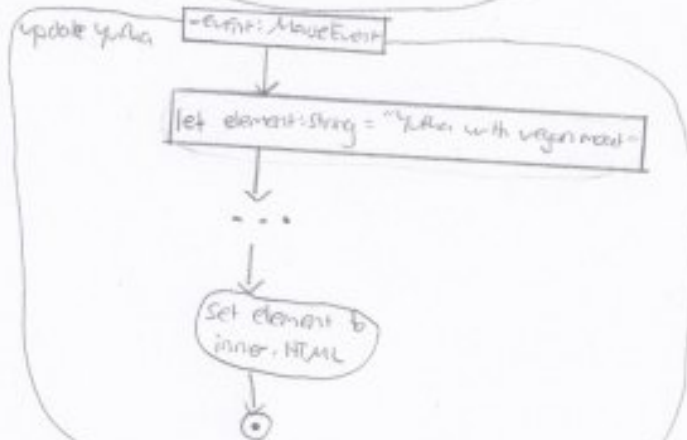 update yufka
-event: MouseEvent
let element:string = "Yufka with vegan meat"
...
Set element to
inner.HTML